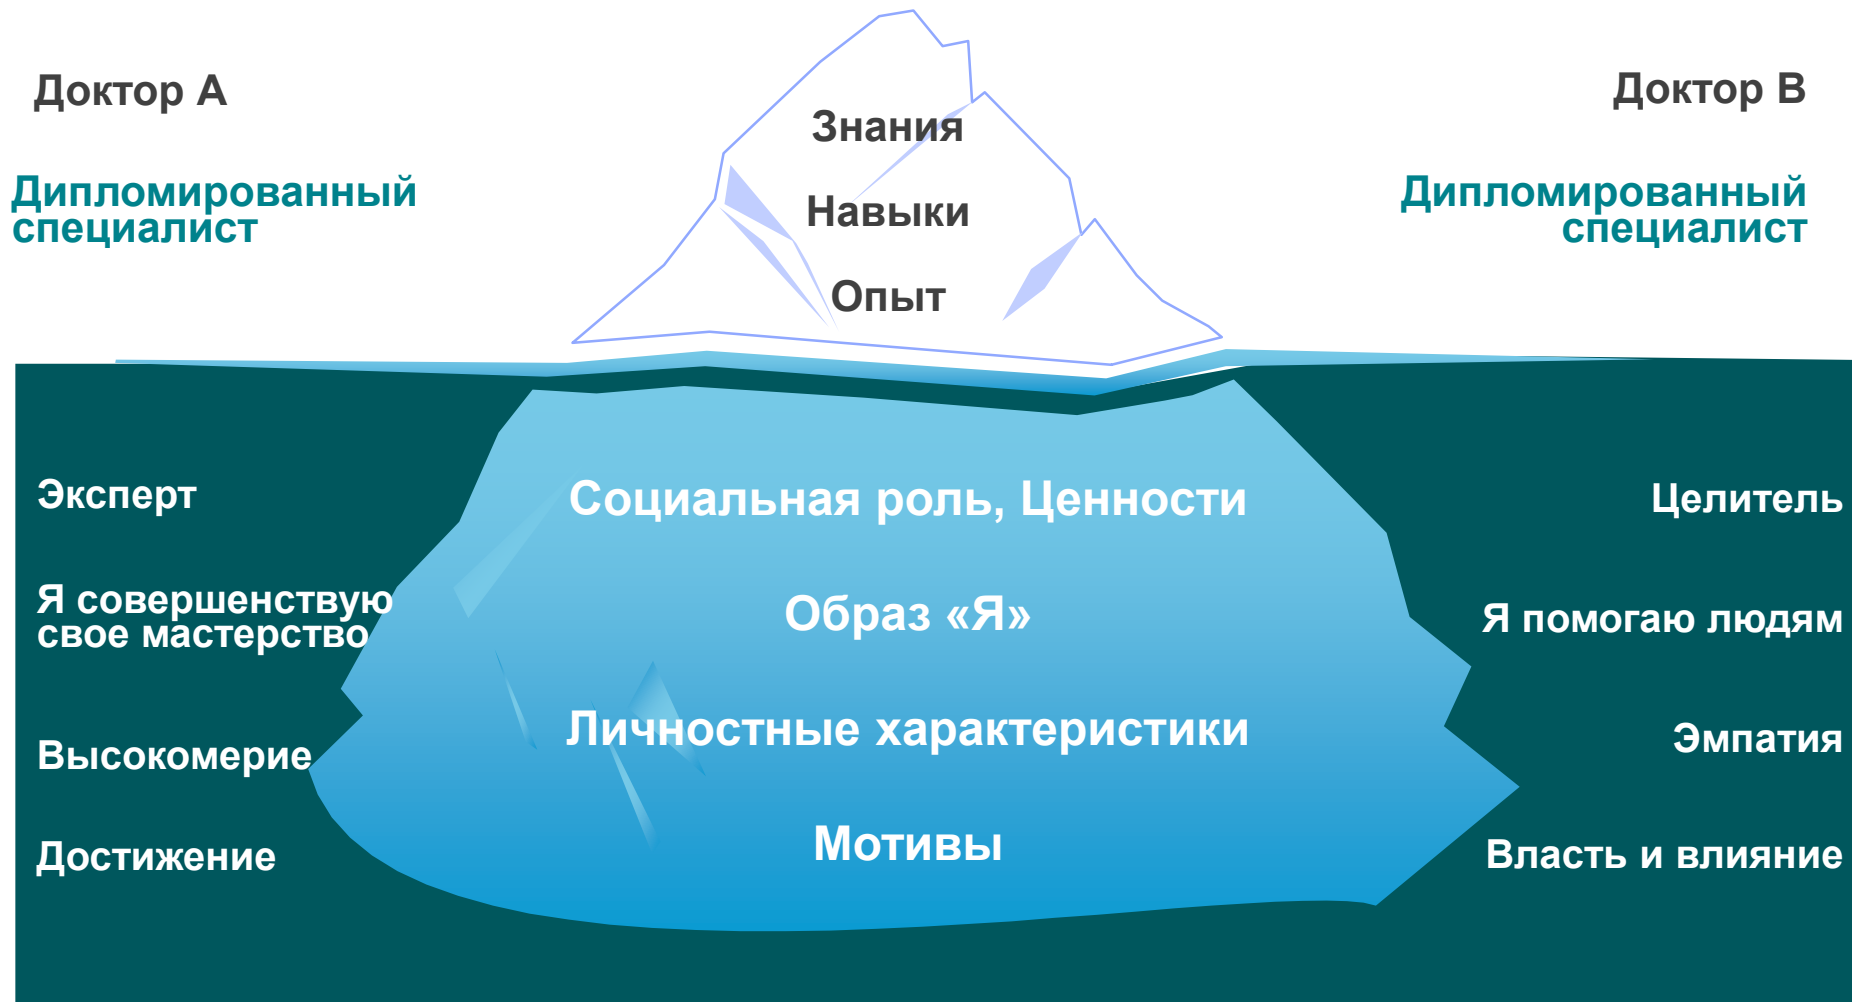 Доктор А
Доктор В
Знания
Дипломированный
специалист
Навыки
Дипломированный
специалист
Опыт
Эксперт
Социальная роль, Ценности
Целитель
Я совершенствую
свое мастерство
Образ «Я»
Я помогаю людям
Высокомерие
Личностные характеристики
Эмпатия
Достижение
Мотивы
Власть и влияние